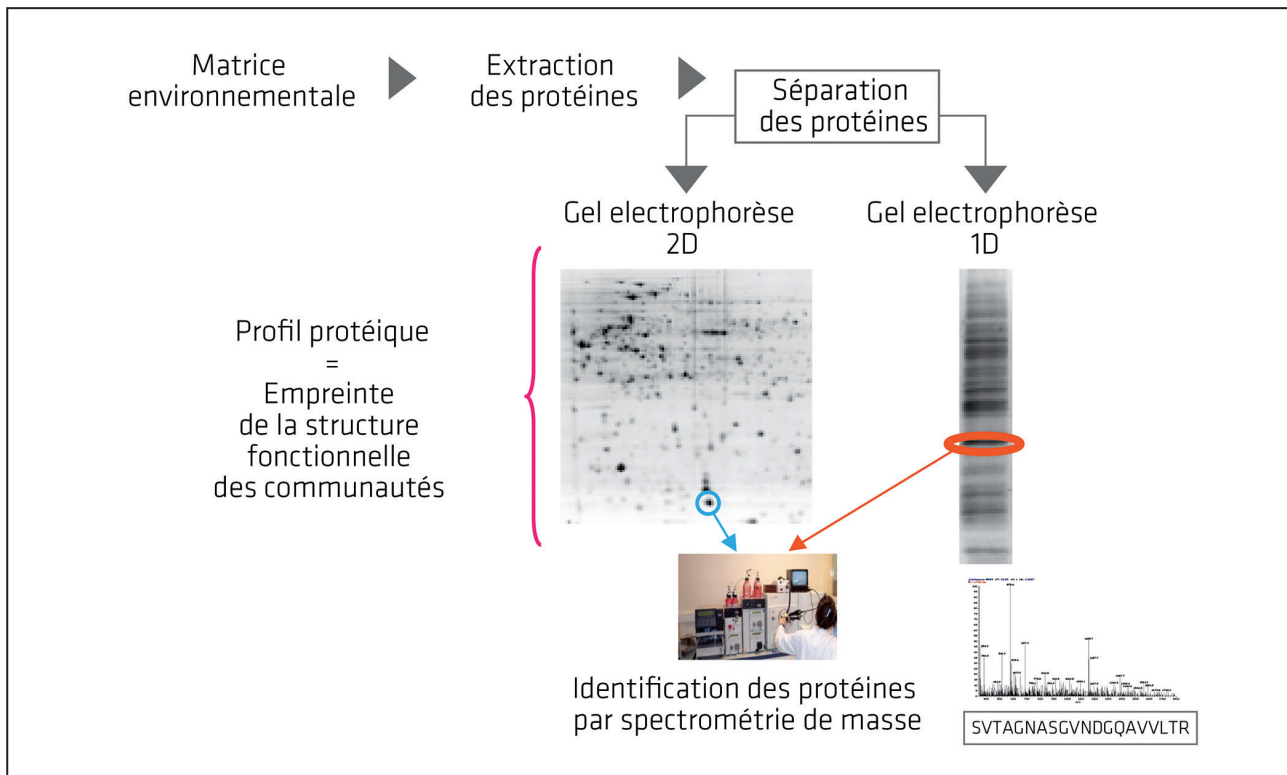 Matrice
environnementale
Extraction
des protéines
Séparation
des protéines
Gel electrophorèse
2D
Gel electrophorèse
1D
Profil protéique
=
Empreinte
de la structure
fonctionnelle
des communautés
Identification des protéines
par spectrométrie de masse
SVTAGNASGVNDGQAVVLTR